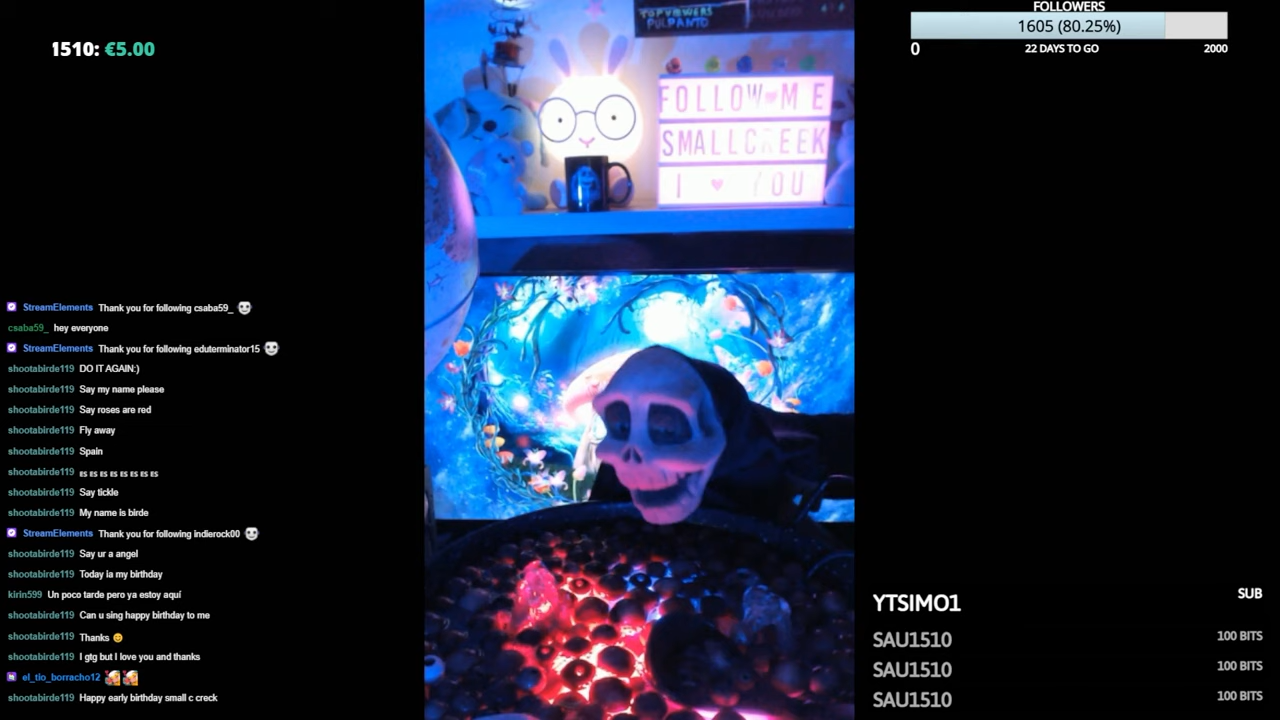 1510: €5.00
TOPVIEWERS
PULPANTO
FOLLOW♥ME
SMALLCREEK
I ♥ YOU
FOLLOWERS
1605 (80.25%)
0
22 DAYS TO GO
2000
StreamElements Thank you for following csaba59_
csaba59_ hey everyone
StreamElements Thank you for following eduterminator15
shootabirde119 DO IT AGAIN:)
shootabirde119 Say my name please
shootabirde119 Say roses are red
shootabirde119 Fly away
shootabirde119 Spain
shootabirde119 🇪🇸🇪🇸🇪🇸🇪🇸🇪🇸🇪🇸🇪🇸🇪🇸
shootabirde119 Say tickle
shootabirde119 My name is birde
StreamElements Thank you for following indierock00
shootabirde119 Say ur a angel
shootabirde119 Today ia my birthday
kirin599 Un poco tarde pero ya estoy aquí
shootabirde119 Can u sing happy birthday to me
shootabirde119 Thanks 😊
shootabirde119 I gtg but I love you and thanks
el_tio_borracho12
shootabirde119 Happy early birthday small c creck
YTSIMO1 SUB
SAU1510 100 BITS
SAU1510 100 BITS
SAU1510 100 BITS